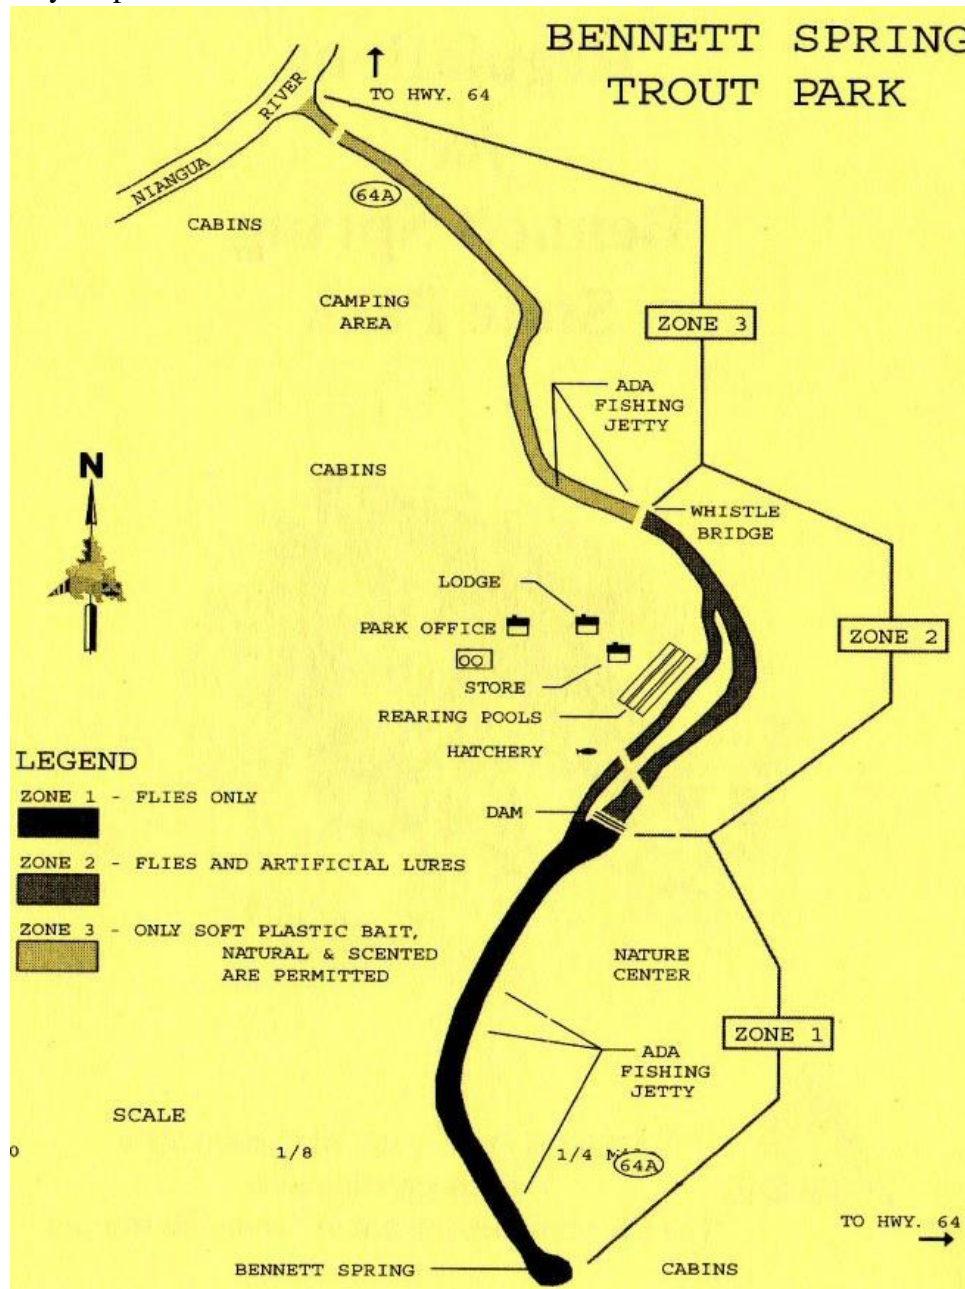 BENNETT SPRING
TROUT PARK
TO HWY. 64
NIANGUA RIVER
64A
CABINS
CAMPING
AREA
ZONE 3
ADA
FISHING
JETTY
CABINS
N
WHISTLE
BRIDGE
LODGE
PARK OFFICE
ZONE 2
STORE
REARING POOLS
HATCHERY
LEGEND
ZONE 1 - FLIES ONLY
DAM
ZONE 2 - FLIES AND ARTIFICIAL LURES
ZONE 3 - ONLY SOFT PLASTIC BAIT,
NATURAL & SCENTED
ARE PERMITTED
NATURE
CENTER
ZONE 1
ADA
FISHING
JETTY
SCALE
0 1/8 1/4
64A
TO HWY. 64
BENNETT SPRING
CABINS